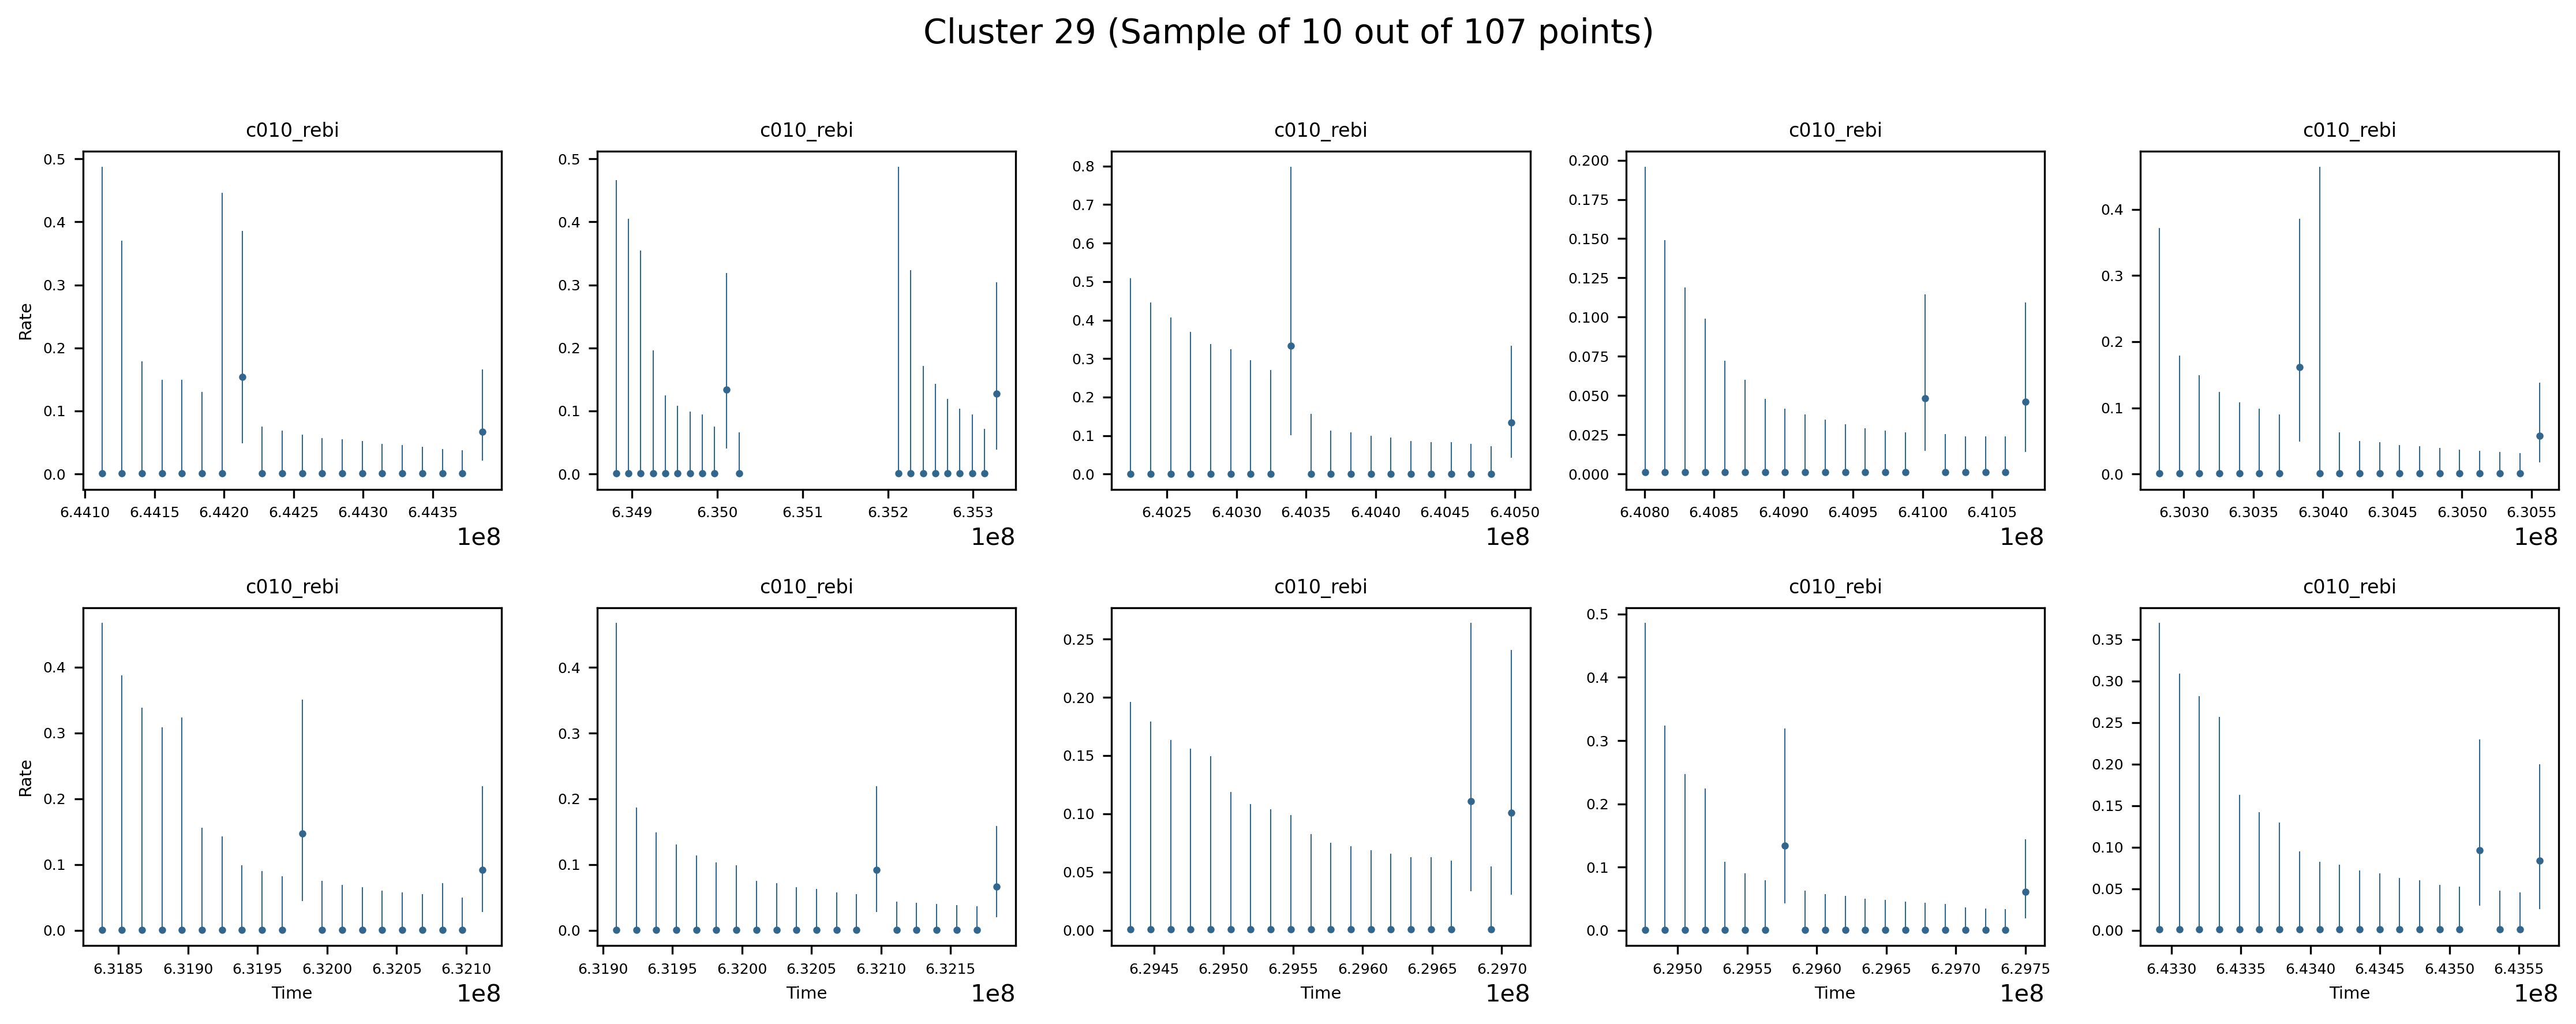 Cluster 29 (Sample of 10 out of 107 points)
c010_rebi c010_rebi c010_rebi c010_rebi c010_rebi
Rate
0.5
0.4
0.3
0.2
0.1
0.0
6.4410 6.4415 6.4420 6.4425 6.4430 6.4435
1e8
0.5
0.4
0.3
0.2
0.1
0.0
6.349 6.350 6.351 6.352 6.353
1e8
0.8
0.7
0.6
0.5
0.4
0.3
0.2
0.1
0.0
6.4025 6.4030 6.4035 6.4040 6.4045 6.4050
1e8
0.200
0.175
0.150
0.125
0.100
0.075
0.050
0.025
0.000
6.4080 6.4085 6.4090 6.4095 6.4100 6.4105
1e8
0.4
0.3
0.2
0.1
0.0
6.3030 6.3035 6.3040 6.3045 6.3050 6.3055
1e8
c010_rebi c010_rebi c010_rebi c010_rebi c010_rebi
Rate
0.4
0.3
0.2
0.1
0.0
6.3185 6.3190 6.3195 6.3200 6.3205 6.3210
Time
1e8
0.4
0.3
0.2
0.1
0.0
6.3190 6.3195 6.3200 6.3205 6.3210 6.3215
Time
1e8
0.25
0.20
0.15
0.10
0.05
0.00
6.2945 6.2950 6.2955 6.2960 6.2965 6.2970
Time
1e8
0.5
0.4
0.3
0.2
0.1
0.0
6.2950 6.2955 6.2960 6.2965 6.2970 6.2975
Time
1e8
0.35
0.30
0.25
0.20
0.15
0.10
0.05
0.00
6.4330 6.4335 6.4340 6.4345 6.4350 6.4355
Time
1e8